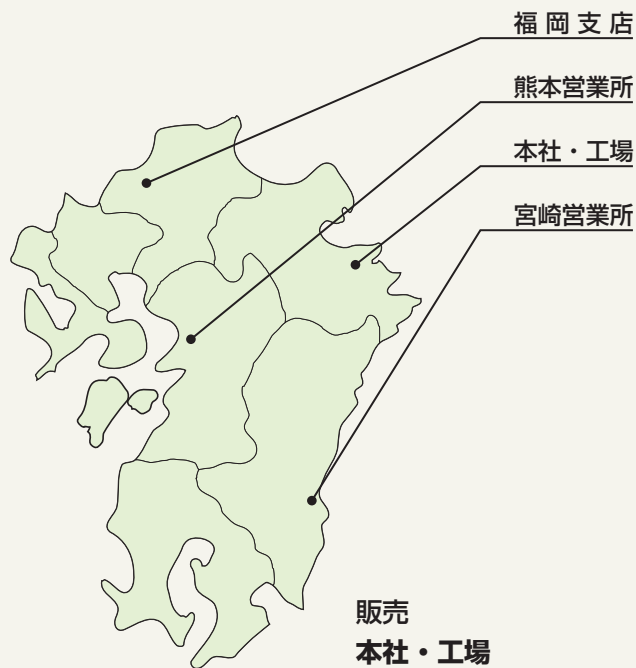 福岡支店
熊本営業所
本社・工場
宮崎営業所
販売
本社・工場